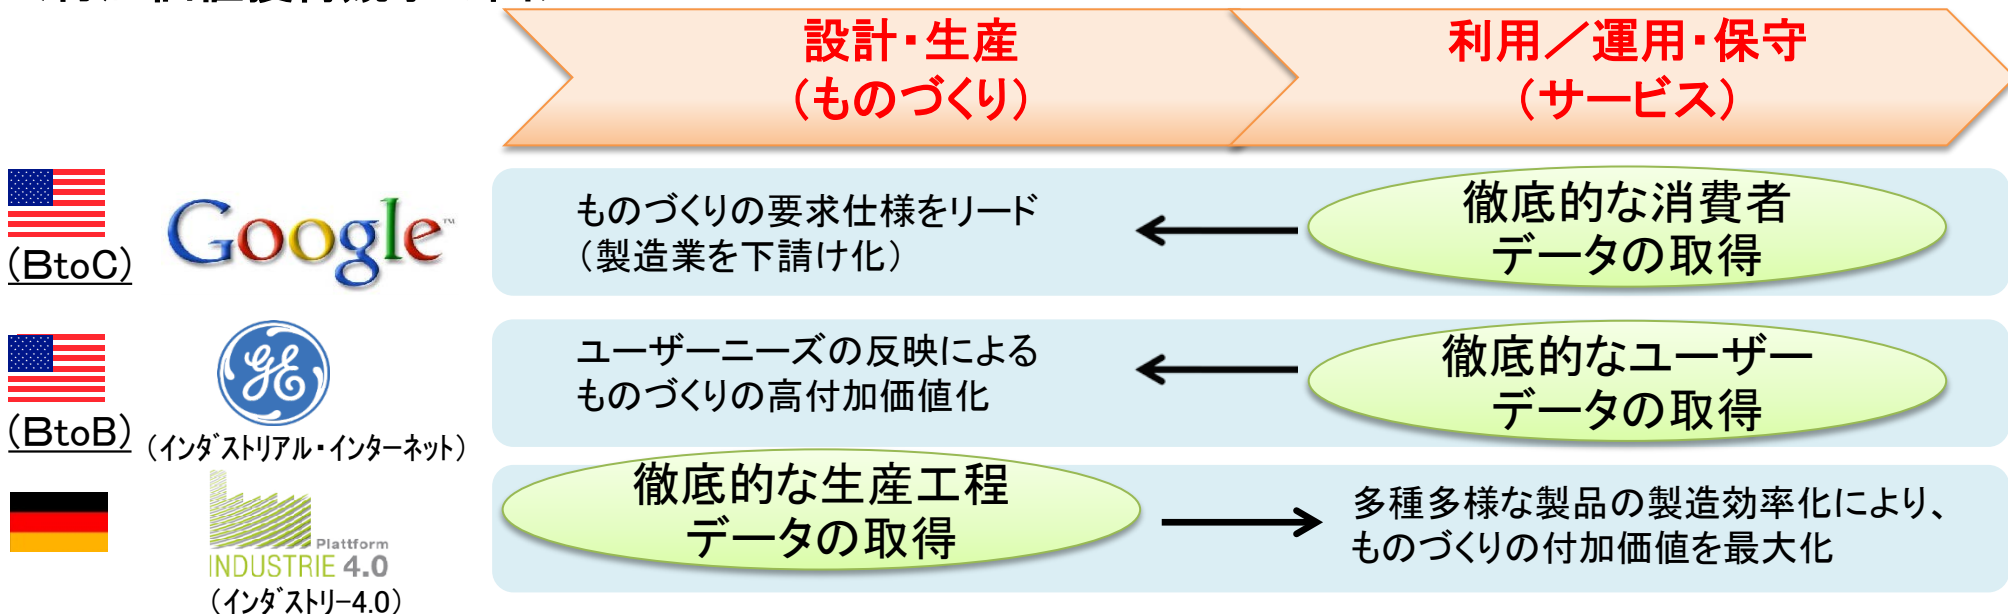 設計・生産
(ものづくり)
利用／運用・保守
(サービス)
(BtoC)
Google™
ものづくりの要求仕様をリード
(製造業を下請け化)
徹底的な消費者
データの取得
(BtoB)
GE
(インダストリアル・インターネット)
ユーザーニーズの反映による
ものづくりの高付加価値化
徹底的なユーザー
データの取得
Plattform
INDUSTRIE 4.0
(インダストリー4.0)
徹底的な生産工程
データの取得
多種多様な製品の製造効率化により、
ものづくりの付加価値を最大化